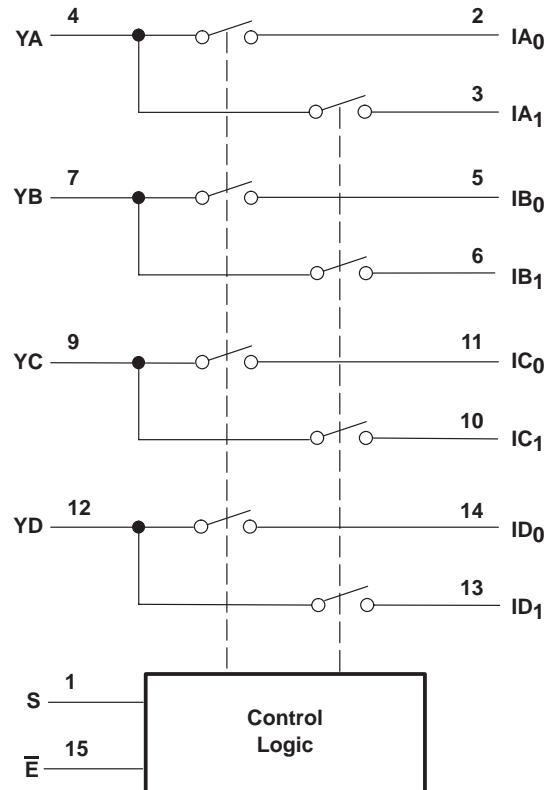 4 2
YA IA0
3
IA1
7 5
YB IB0
6
IB1
9 11
YC IC0
10
IC1
12 14
YD ID0
13
ID1
1
S
Control
Logic
15
E̅